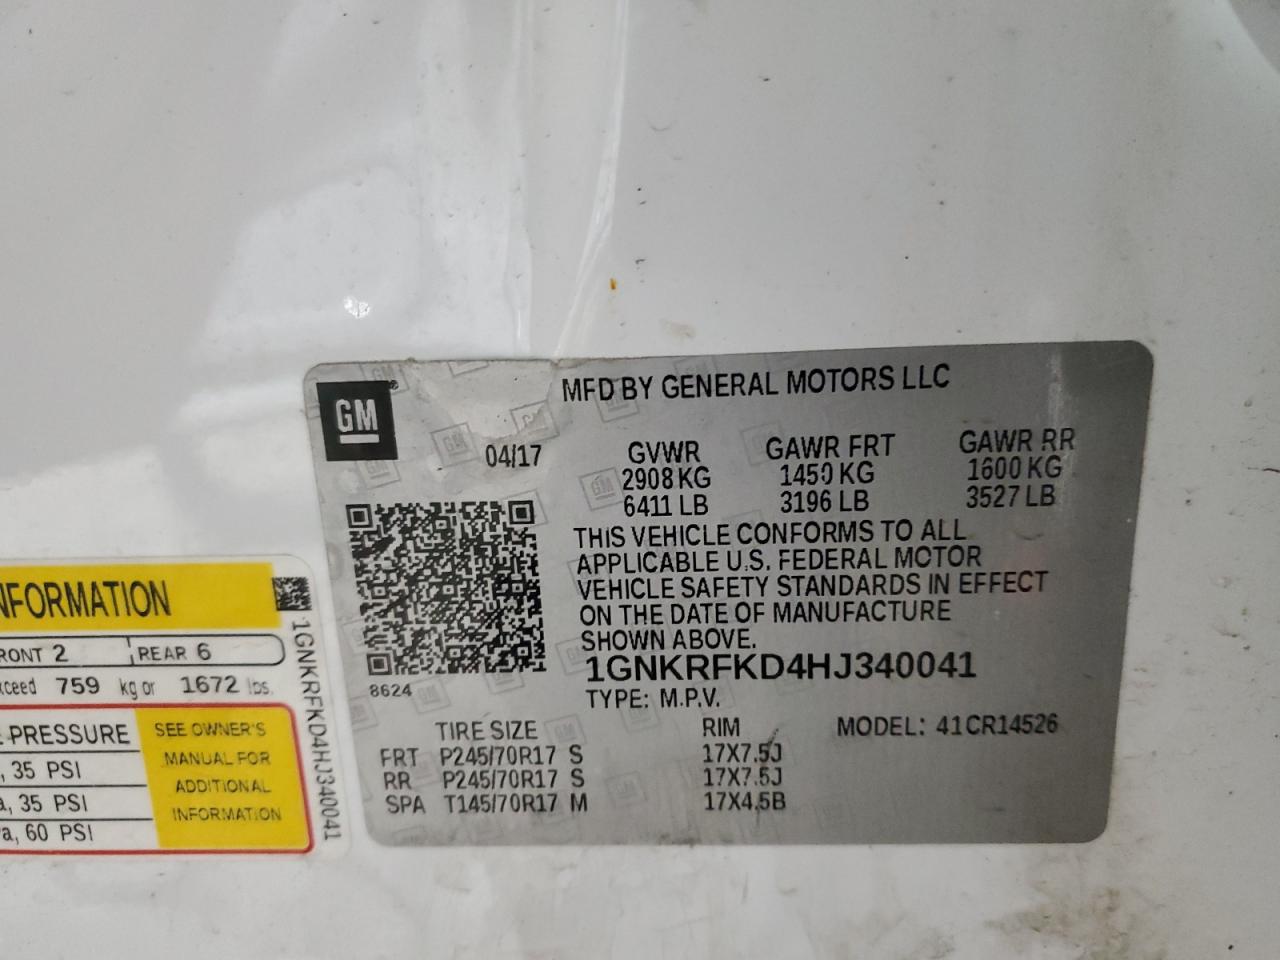 GM
MFD BY GENERAL MOTORS LLC
04/17
GVWR GAWR FRT GAWR RR
2908 KG 1450 KG 1600 KG
6411 LB 3196 LB 3527 LB
THIS VEHICLE CONFORMS TO ALL
APPLICABLE U.S. FEDERAL MOTOR
VEHICLE SAFETY STANDARDS IN EFFECT
ON THE DATE OF MANUFACTURE
SHOWN ABOVE.
1GNKRFKD4HJ340041
8624
TYPE: M.P.V.
TIRE SIZE RIM MODEL: 41CR14526
FRT P245/70R17 S 17X7.5J
RR P245/70R17 S 17X7.5J
SPA T145/70R17 M 17X4.5B
NFORMATION
RONT 2 REAR 6
xceed 759 kg or 1672 lbs.
PRESSURE
, 35 PSI
a, 35 PSI
a, 60 PSI
SEE OWNER'S
MANUAL FOR
ADDITIONAL
INFORMATION
1GNKRFKD4HJ340041